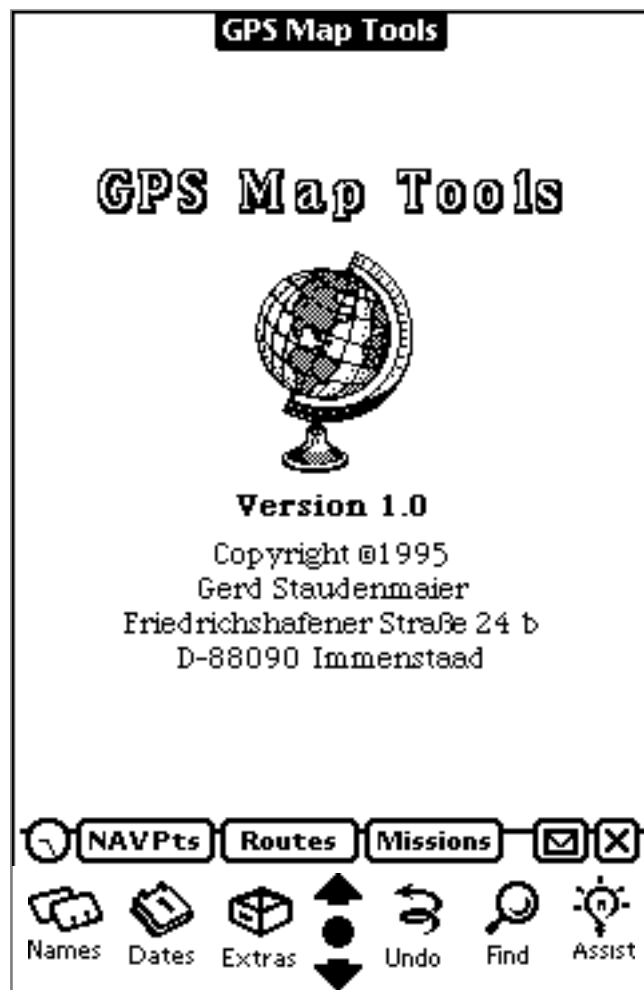 GPS Map Tools
GPS Map Tools
Version 1.0
Copyright ©1995
Gerd Staudenmaier
Friedrichshafener Straße 24 b
D-88090 Immenstaad
NAVPts Routes Missions
Names Dates Extras Undo Find Assist